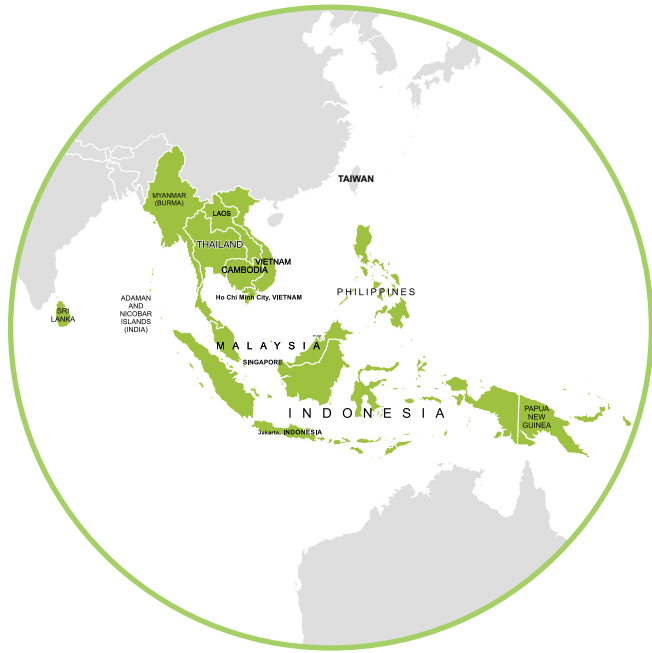 TAIWAN
MYANMAR
(BURMA)
LAOS
THAILAND
VIETNAM
CAMBODIA
PHILIPPINES
Ho Chi Minh City, VIETNAM
ADAMAN
AND
NICOBAR
ISLANDS
(INDIA)
SRI
LANKA
MALAYSIA
SINGAPORE
INDONESIA
PAPUA
NEW
GUINEA
Jakarta, INDONESIA